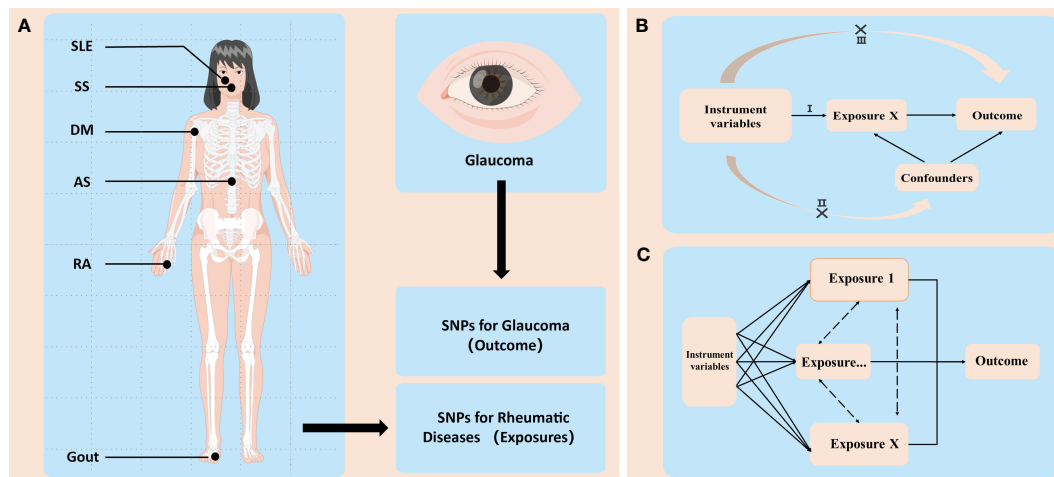 A
SLE
SS
DM
AS
RA
Gout
Glaucoma
SNPs for Glaucoma
(Outcome)
SNPs for Rheumatic
Diseases (Exposures)
B
III
Instrument
variables
I
Exposure X
Outcome
Confounders
II
C
Exposure 1
Instrument
variables
Exposure...
Outcome
Exposure X